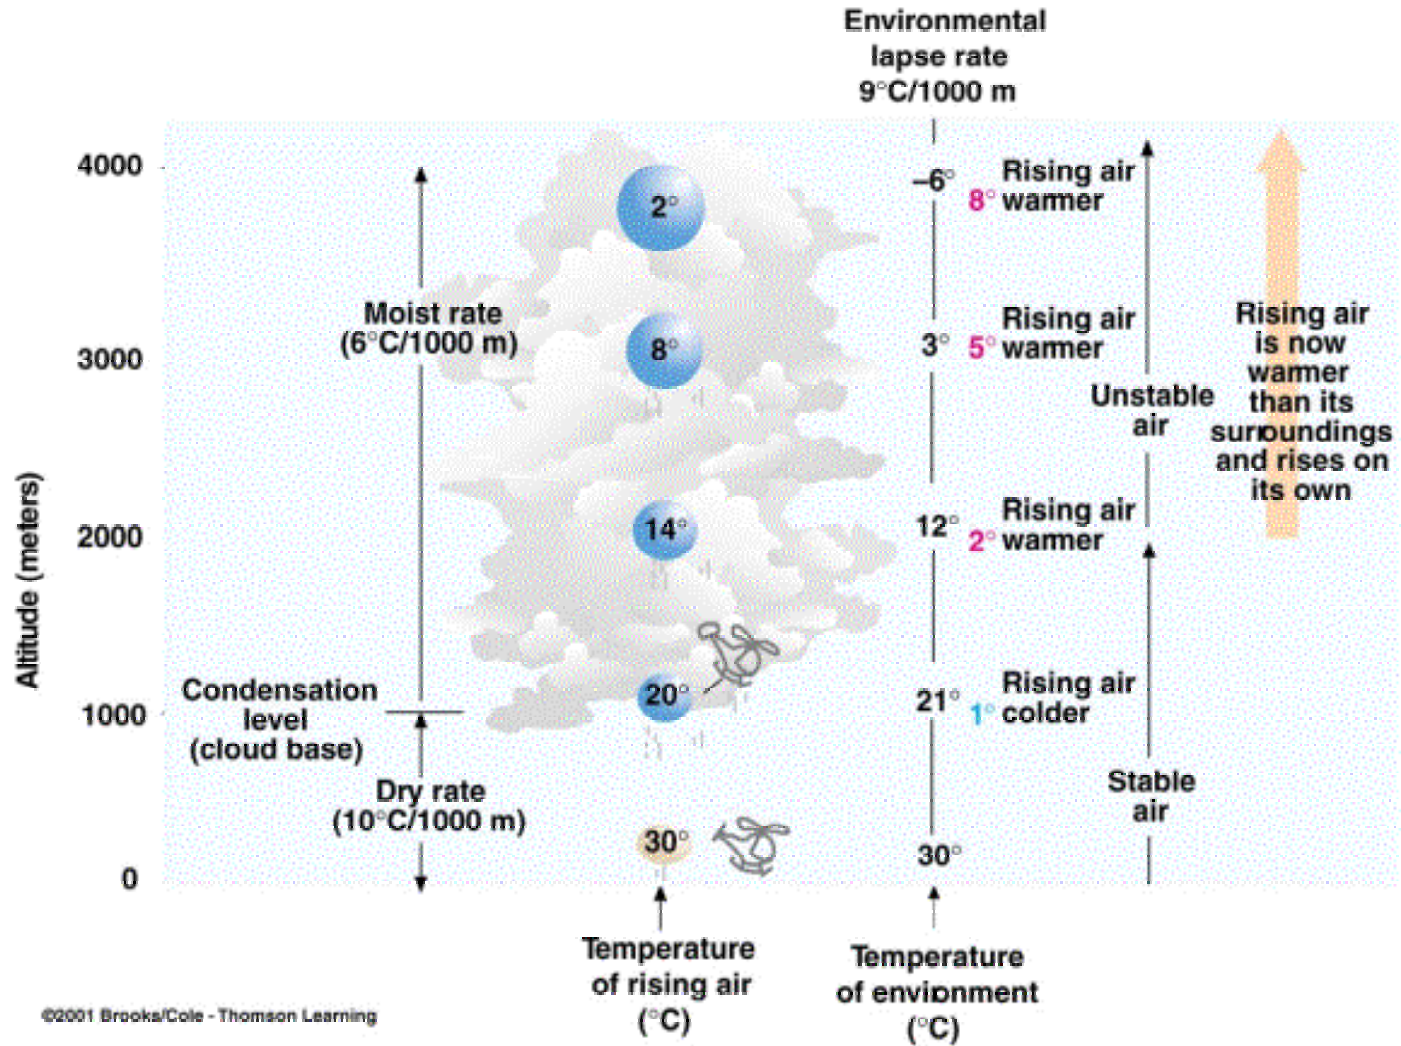 Environmental
lapse rate
9°C/1000 m
4000
2°
–6°
Rising air
8° warmer
Moist rate
(6°C/1000 m)
3000
8°
3°
Rising air
5° warmer
Rising air
is now
warmer
than its
surroundings
and rises on
its own
Unstable
air
2000
14°
12°
Rising air
2° warmer
Altitude (meters)
Condensation
level
(cloud base)
1000
20°
21°
Rising air
1° colder
Dry rate
(10°C/1000 m)
Stable
air
0
30°
30°
Temperature
of rising air
(°C)
Temperature
of environment
(°C)
©2001 Brooks/Cole - Thomson Learning